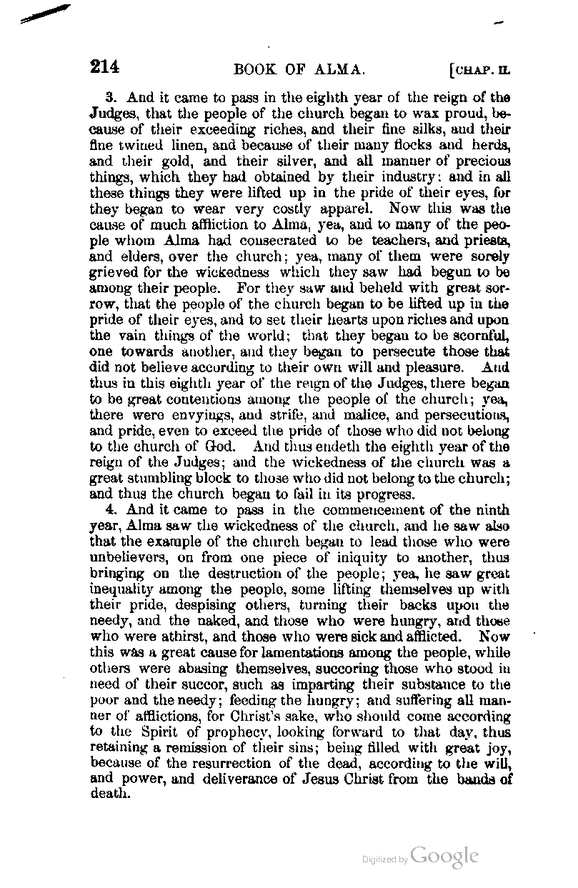 214 BOOK OF ALMA. [CHAP. II.
3. And it came to pass in the eighth year of the reign of the
Judges, that the people of the church began to wax proud, be-
cause of their exceeding riches, and their fine silks, and their
fine twined linen, and because of their many flocks and herds,
and their gold, and their silver, and all manner of precious
things, which they had obtained by their industry; and in all
these things they were lifted up in the pride of their eyes, for
they began to wear very costly apparel. Now this was the
cause of much affliction to Alma, yea, and to many of the peo-
ple whom Alma had consecrated to be teachers, and priests,
and elders, over the church; yea, many of them were sorely
grieved for the wickedness which they saw had begun to be
among their people. For they saw and beheld with great sor-
row, that the people of the church began to be lifted up in the
pride of their eyes, and to set their hearts upon riches and upon
the vain things of the world; that they began to be scornful,
one towards another, and they began to persecute those that
did not believe according to their own will and pleasure. And
thus in this eighth year of the reign of the Judges, there began
to be great contentions among the people of the church; yea,
there were envyings, and strife, and malice, and persecutions,
and pride, even to exceed the pride of those who did not belong
to the church of God. And thus endeth the eighth year of the
reign of the Judges; and the wickedness of the church was a
great stumbling block to those who did not belong to the church;
and thus the church began to fail in its progress.
4. And it came to pass in the commencement of the ninth
year, Alma saw the wickedness of the church, and he saw also
that the example of the church began to lead those who were
unbelievers, on from one piece of iniquity to another, thus
bringing on the destruction of the people; yea, he saw great
inequality among the people, some lifting themselves up with
their pride, despising others, turning their backs upon the
needy, and the naked, and those who were hungry, and those
who were athirst, and those who were sick and afflicted. Now
this was a great cause for lamentations among the people, while
others were abasing themselves, succoring those who stood in
need of their succor, such as imparting their substance to the
poor and the needy; feeding the hungry; and suffering all man-
ner of afflictions, for Christ's sake, who should come according
to the Spirit of prophecy, looking forward to that day, thus
retaining a remission of their sins; being filled with great joy,
because of the resurrection of the dead, according to the will,
and power, and deliverance of Jesus Christ from the bands of
death.
Digitized by Google